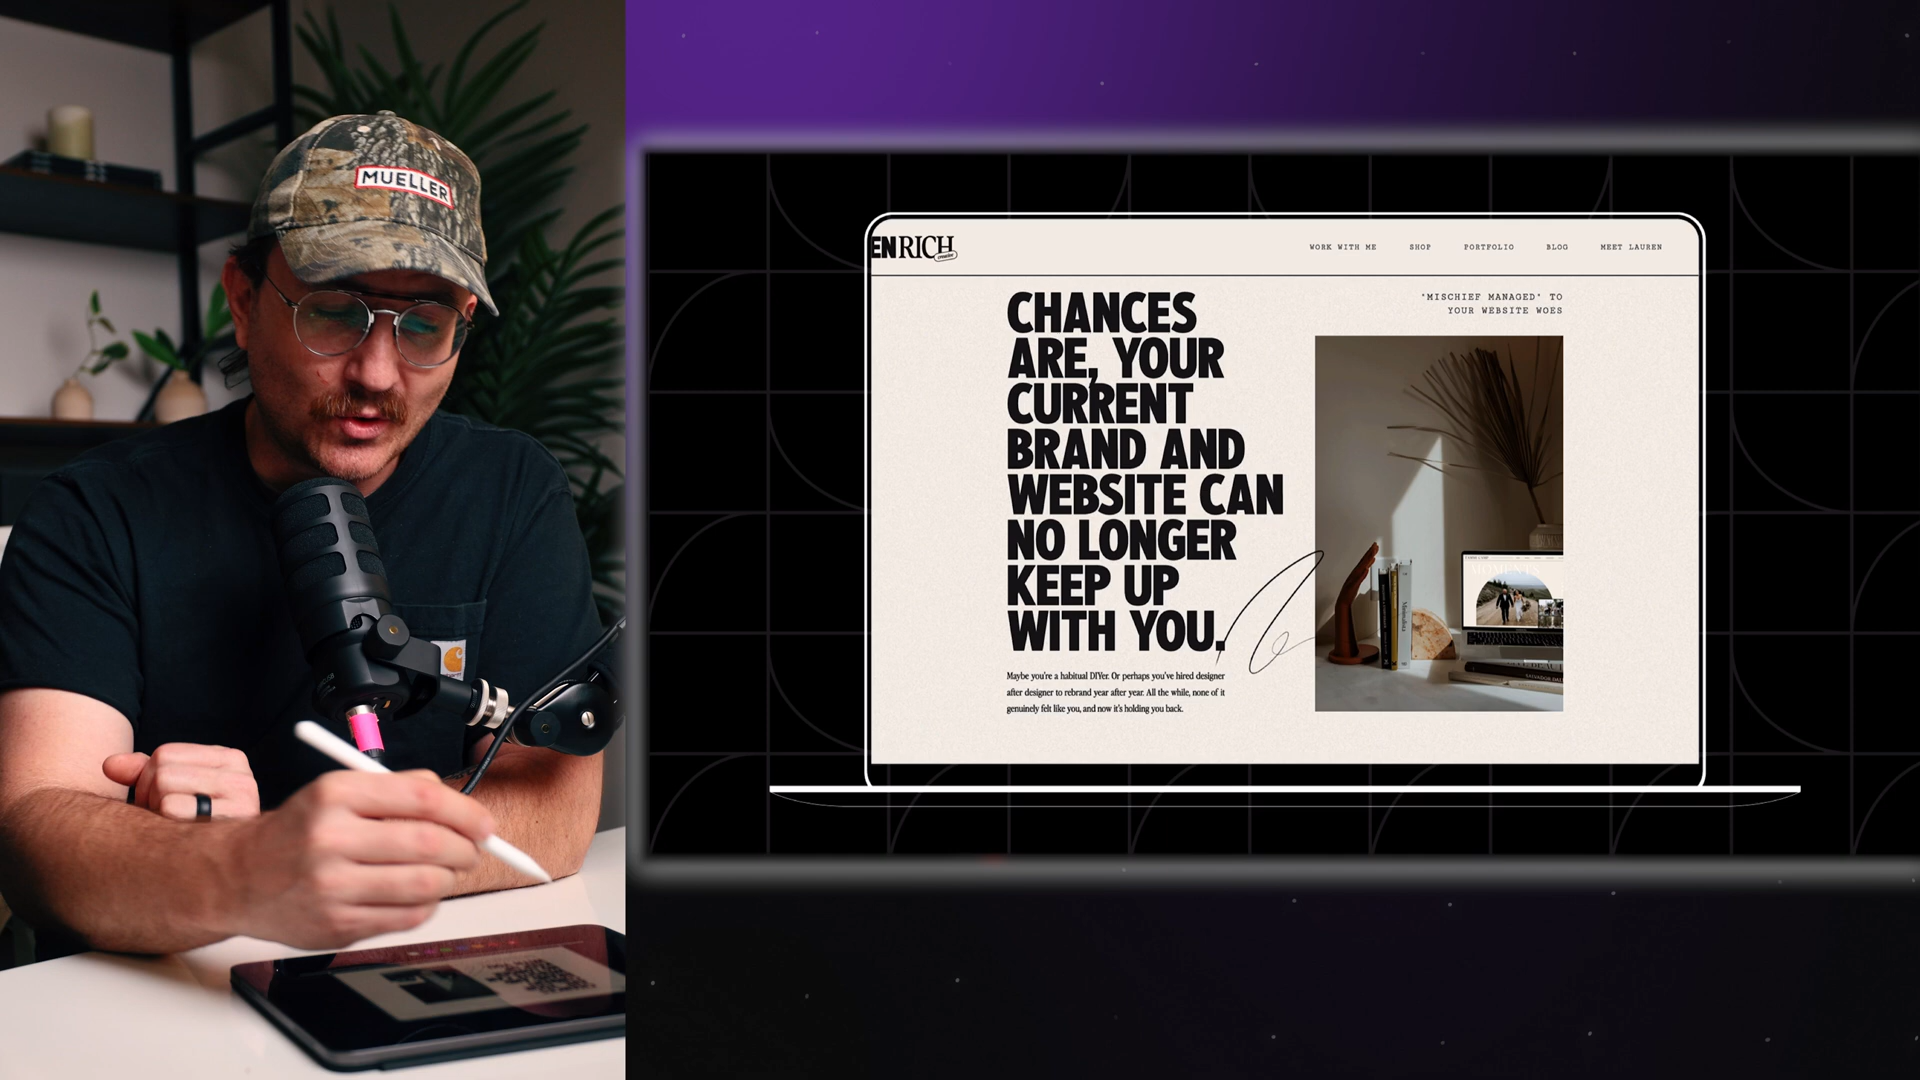 MUELLER
ENRICH
creative
WORK WITH ME SHOP PORTFOLIO BLOG MEET LAUREN
CHANCES
ARE, YOUR
CURRENT
BRAND AND
WEBSITE CAN
NO LONGER
KEEP UP
WITH YOU.
"MISCHIEF MANAGED" TO
YOUR WEBSITE WOES
Maybe you're a habitual DIYer. Or perhaps you've hired designer
after designer to rebrand year after year. All the while, none of it
genuinely felt like you, and now it's holding you back.
MOMENTS